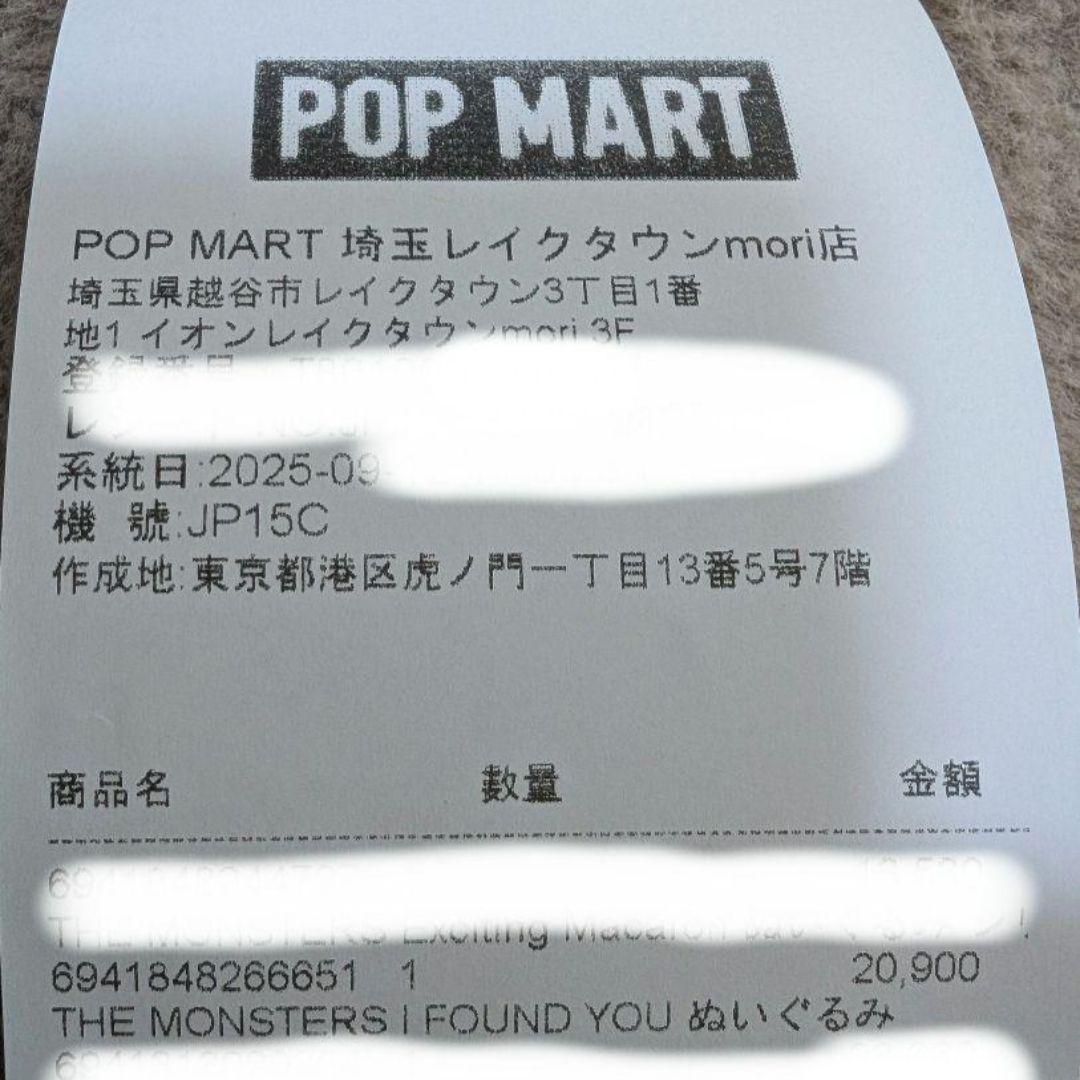 POP MART
POP MART 埼玉レイクタウンmori店
埼玉県越谷市レイクタウン3丁目1番
地1 イオンレイクタウンmori 3F
系統日:2025-09
機 號:JP15C
作成地:東京都港区虎ノ門一丁目13番5号7階
商品名 數量 金額
THE MONSTERS Exciting Macaron
6941848266651 1 20,900
THE MONSTERS I FOUND YOU ぬいぐるみ